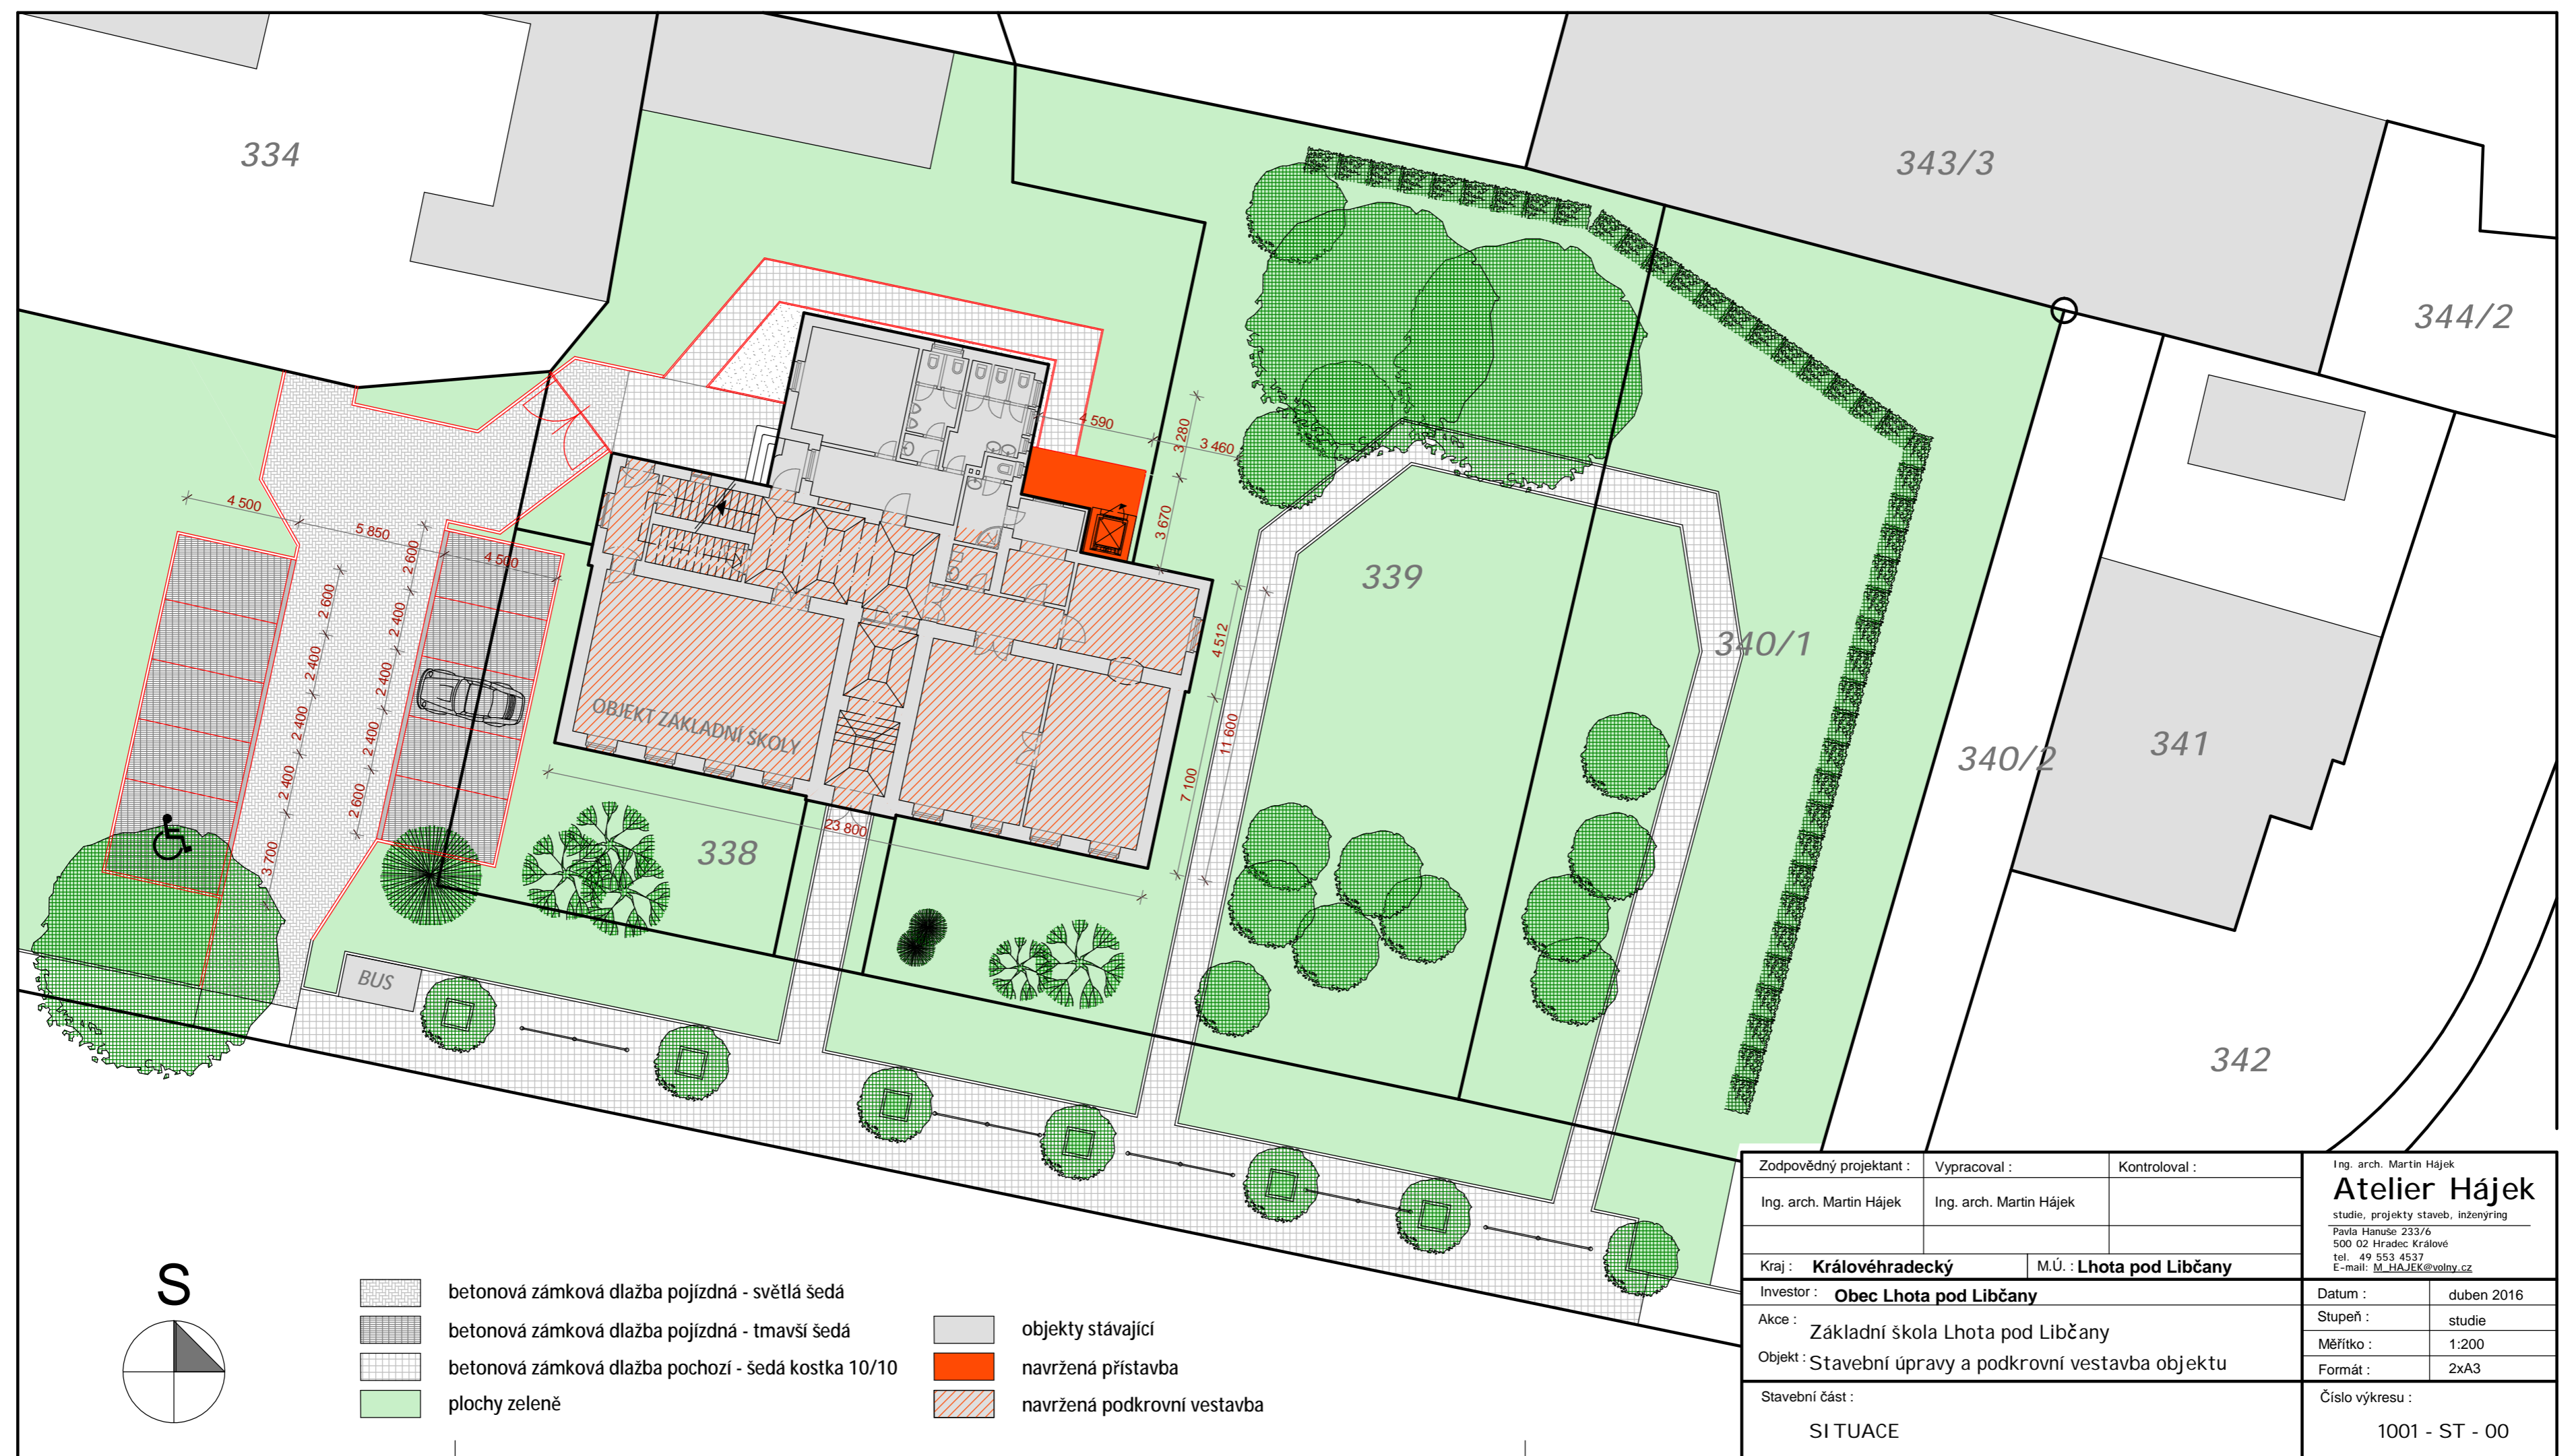 334
343/3
344/2
339
340/1
340/2
341
342
338
4 590
3 280
3 460
3 670
4 500
5 850
2 600
4 500
2 600
2 400
2 400
2 400
2 400
2 400
2 400
2 600
3 700
4 512
11 600
7 100
23 800
OBJEKT ZÁKLADNÍ ŠKOLY
BUS
S
betonová zámková dlažba pojízdná - světlá šedá
betonová zámková dlažba pojízdná - tmavší šedá
betonová zámková dlažba pochozí - šedá kostka 10/10
plochy zeleně
objekty stávající
navržená přístavba
navržená podkrovní vestavba
Zodpovědný projektant :
Vypracoval :
Kontroloval :
Ing. arch. Martin Hájek
Ing. arch. Martin Hájek
Kraj : Královéhradecký
M.Ú. : Lhota pod Libčany
Investor : Obec Lhota pod Libčany
Akce : Základní škola Lhota pod Libčany
Objekt : Stavební úpravy a podkrovní vestavba objektu
Stavební část :
SITUACE
Ing. arch. Martin Hájek
Atelier Hájek
studie, projekty staveb, inženýring
Pavla Hanuše 233/6
500 02 Hradec Králové
tel. 49 553 4537
E-mail: M_HAJEK@volny.cz
Datum : duben 2016
Stupeň : studie
Měřítko : 1:200
Formát : 2xA3
Číslo výkresu :
1001 - ST - 00